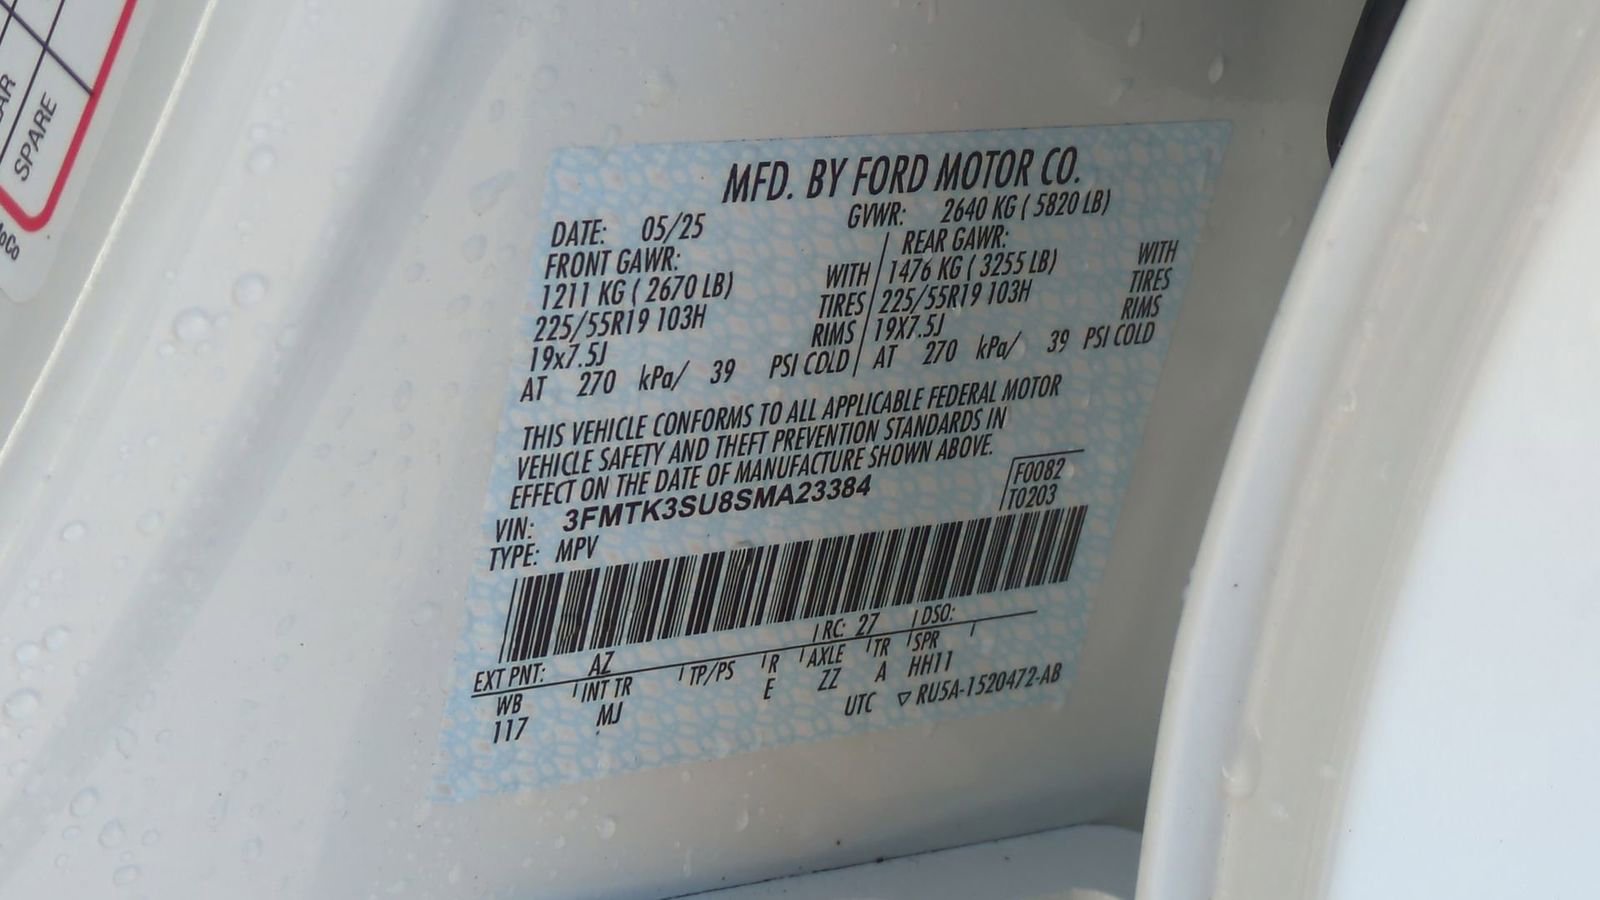 AR
SPARE
oCo
MFD. BY FORD MOTOR CO.
DATE: 05/25 GVWR: 2640 KG ( 5820 LB)
FRONT GAWR: REAR GAWR:
1211 KG ( 2670 LB) WITH 1476 KG ( 3255 LB) WITH
225/55R19 103H TIRES 225/55R19 103H TIRES
19x7.5J RIMS 19X7.5J RIMS
AT 270 kPa/ 39 PSI COLD AT 270 kPa/ 39 PSI COLD
THIS VEHICLE CONFORMS TO ALL APPLICABLE FEDERAL MOTOR
VEHICLE SAFETY AND THEFT PREVENTION STANDARDS IN
EFFECT ON THE DATE OF MANUFACTURE SHOWN ABOVE.
VIN: 3FMTK3SU8SMA23384 F0082
TYPE: MPV T0203
EXT PNT: AZ RC: 27 DSO:
WB INT TR TP/PS R AXLE TR SPR
117 MJ E ZZ A HH11
UTC ▽ RU5A-1520472-AB